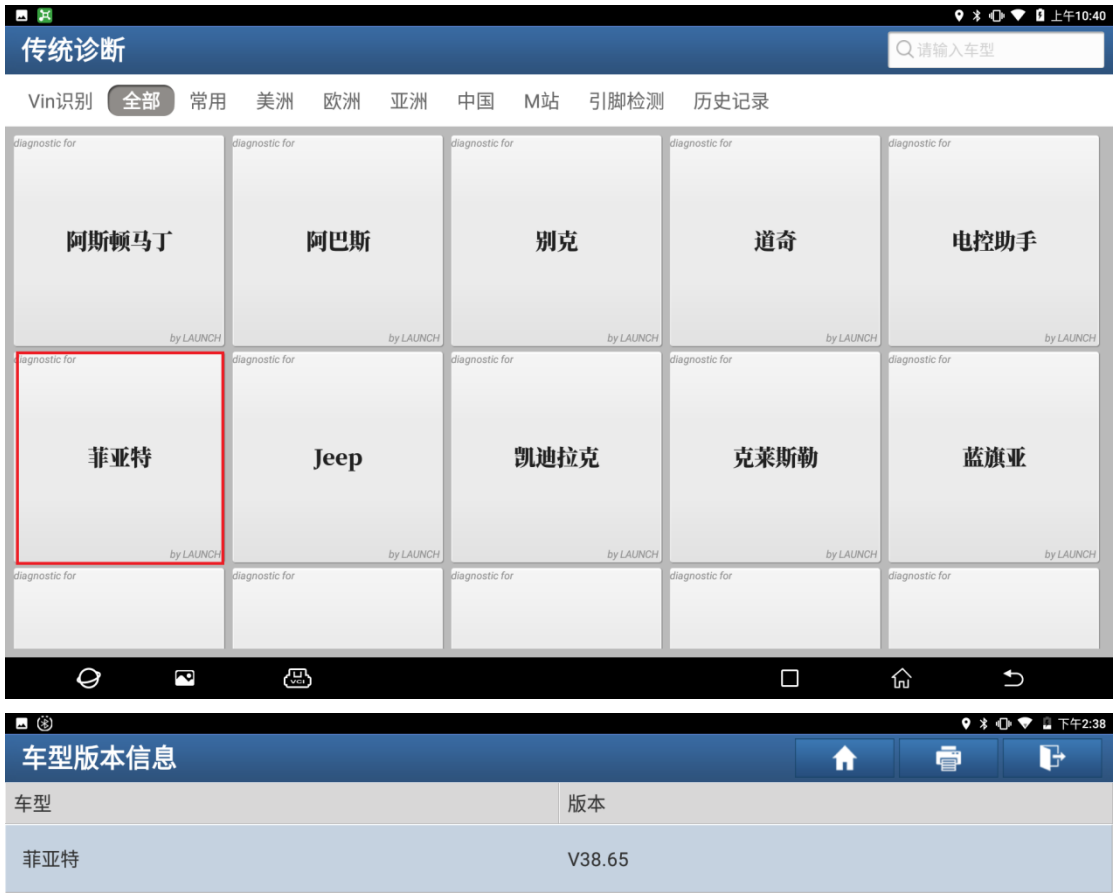 上午10:40
传统诊断
请输入车型
Vin识别 全部 常用 美洲 欧洲 亚洲 中国 M站 引脚检测 历史记录
diagnostic for diagnostic for diagnostic for diagnostic for diagnostic for
阿斯顿马丁 阿巴斯 别克 道奇 电控助手
by LAUNCH by LAUNCH by LAUNCH by LAUNCH by LAUNCH
diagnostic for diagnostic for diagnostic for diagnostic for diagnostic for
菲亚特 Jeep 凯迪拉克 克莱斯勒 蓝旗亚
by LAUNCH by LAUNCH by LAUNCH by LAUNCH by LAUNCH
diagnostic for diagnostic for diagnostic for diagnostic for diagnostic for
VCI
下午2:38
车型版本信息
车型 版本
菲亚特 V38.65